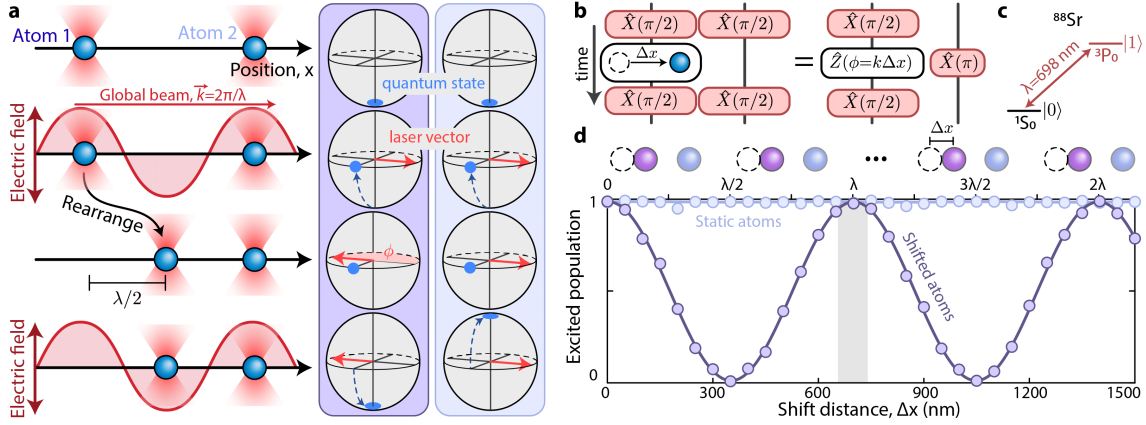 a
Atom 1
Atom 2
Position, x
Global beam, k⃗=2π/λ
Electric field
Rearrange
λ/2
Electric field
quantum state
laser vector
ϕ
b
time
X̂(π/2)
X̂(π/2)
Δx
X̂(π/2)
X̂(π/2)
=
X̂(π/2)
Ẑ(ϕ=kΔx)
X̂(π)
X̂(π/2)
c
⁸⁸Sr
|1⟩
³P₀
λ=698 nm
|0⟩
¹S₀
d
Δx
•••
0 λ/2 λ 3λ/2 2λ
Static atoms
Shifted atoms
Excited population
1
0
0 300 600 900 1200 1500
Shift distance, Δx (nm)